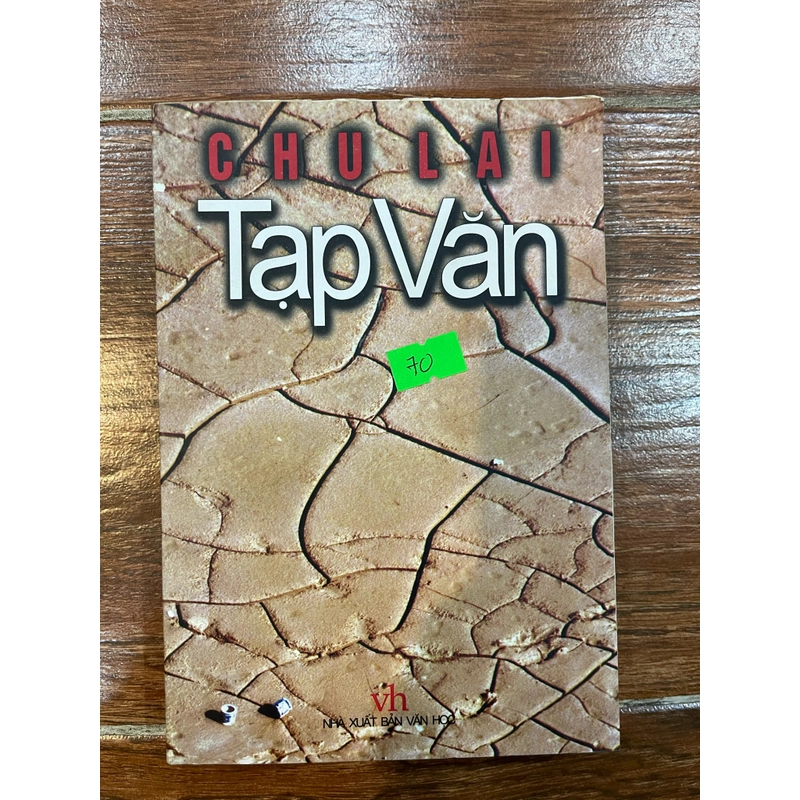 CHU LAI
Tạp Văn
70
vh
NHÀ XUẤT BẢN VĂN HỌC